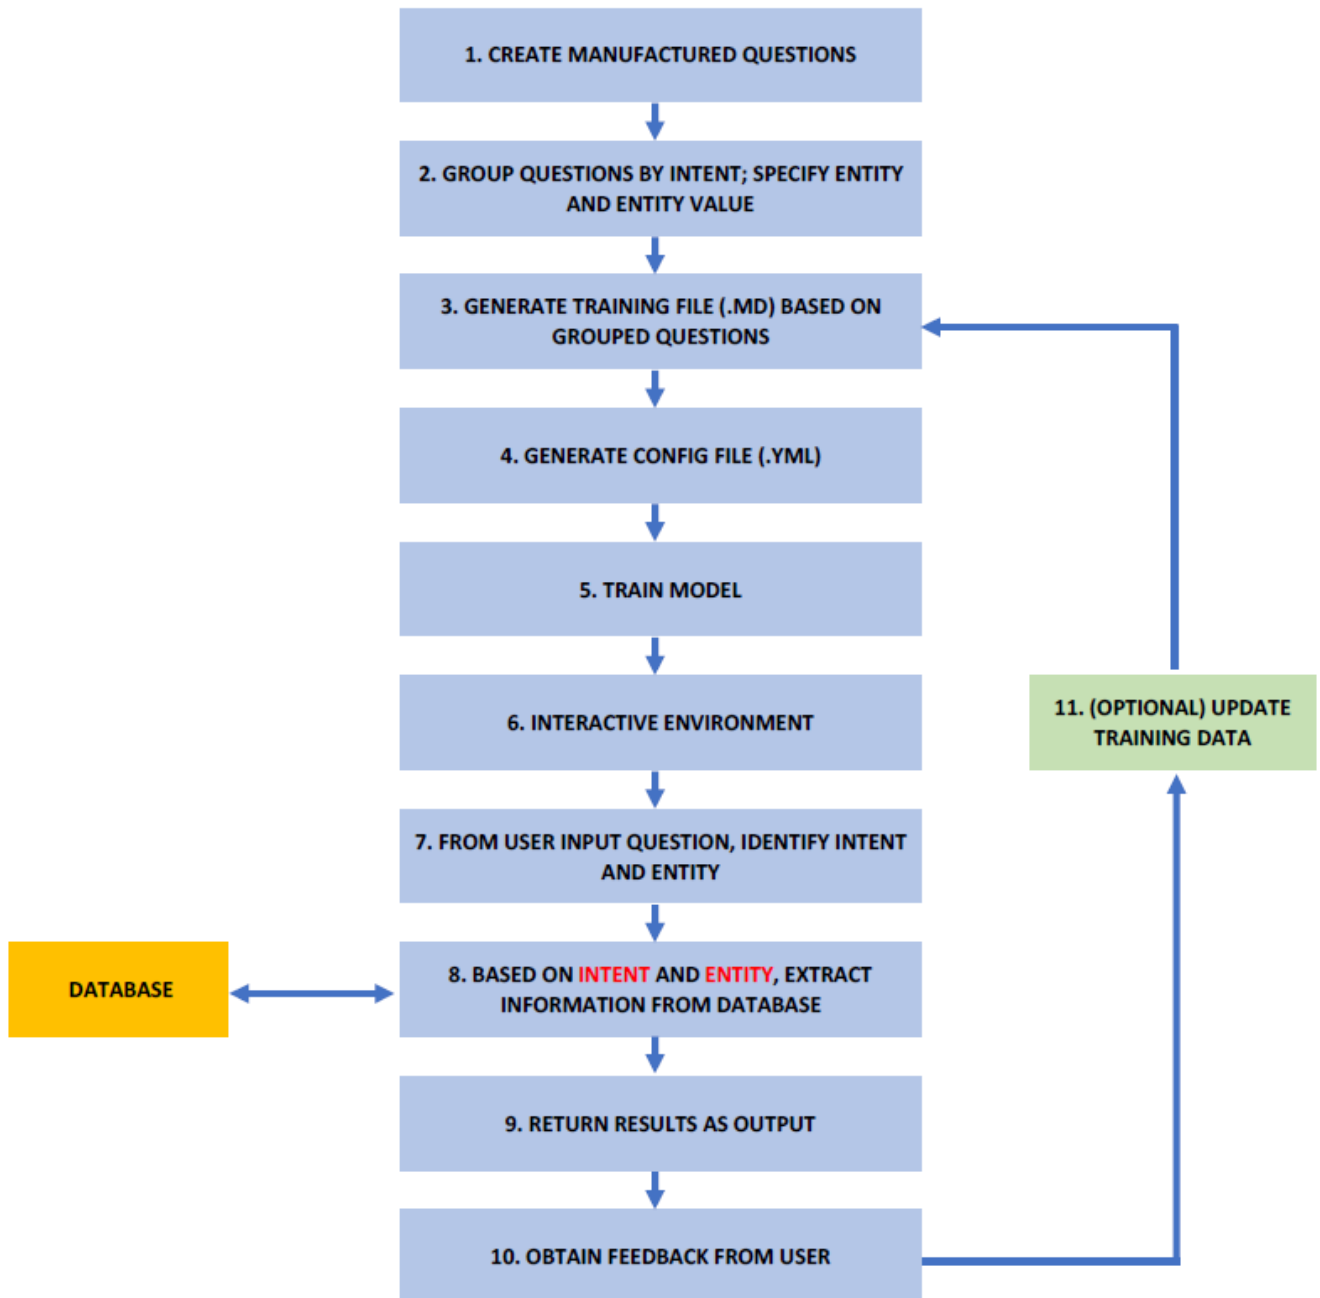 1. CREATE MANUFACTURED QUESTIONS
2. GROUP QUESTIONS BY INTENT; SPECIFY ENTITY
AND ENTITY VALUE
3. GENERATE TRAINING FILE (.MD) BASED ON
GROUPED QUESTIONS
4. GENERATE CONFIG FILE (.YML)
5. TRAIN MODEL
6. INTERACTIVE ENVIRONMENT
7. FROM USER INPUT QUESTION, IDENTIFY INTENT
AND ENTITY
DATABASE
8. BASED ON INTENT AND ENTITY, EXTRACT
INFORMATION FROM DATABASE
9. RETURN RESULTS AS OUTPUT
10. OBTAIN FEEDBACK FROM USER
11. (OPTIONAL) UPDATE
TRAINING DATA